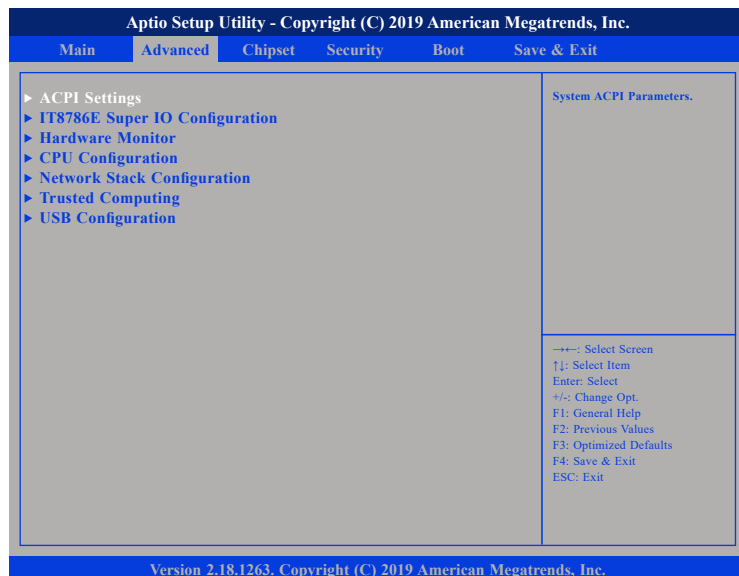 Aptio Setup Utility - Copyright (C) 2019 American Megatrends, Inc.
Main Advanced Chipset Security Boot Save & Exit
► ACPI Settings
► IT8786E Super IO Configuration
► Hardware Monitor
► CPU Configuration
► Network Stack Configuration
► Trusted Computing
► USB Configuration
System ACPI Parameters.
→←: Select Screen
↑↓: Select Item
Enter: Select
+/-: Change Opt.
F1: General Help
F2: Previous Values
F3: Optimized Defaults
F4: Save & Exit
ESC: Exit
Version 2.18.1263. Copyright (C) 2019 American Megatrends, Inc.